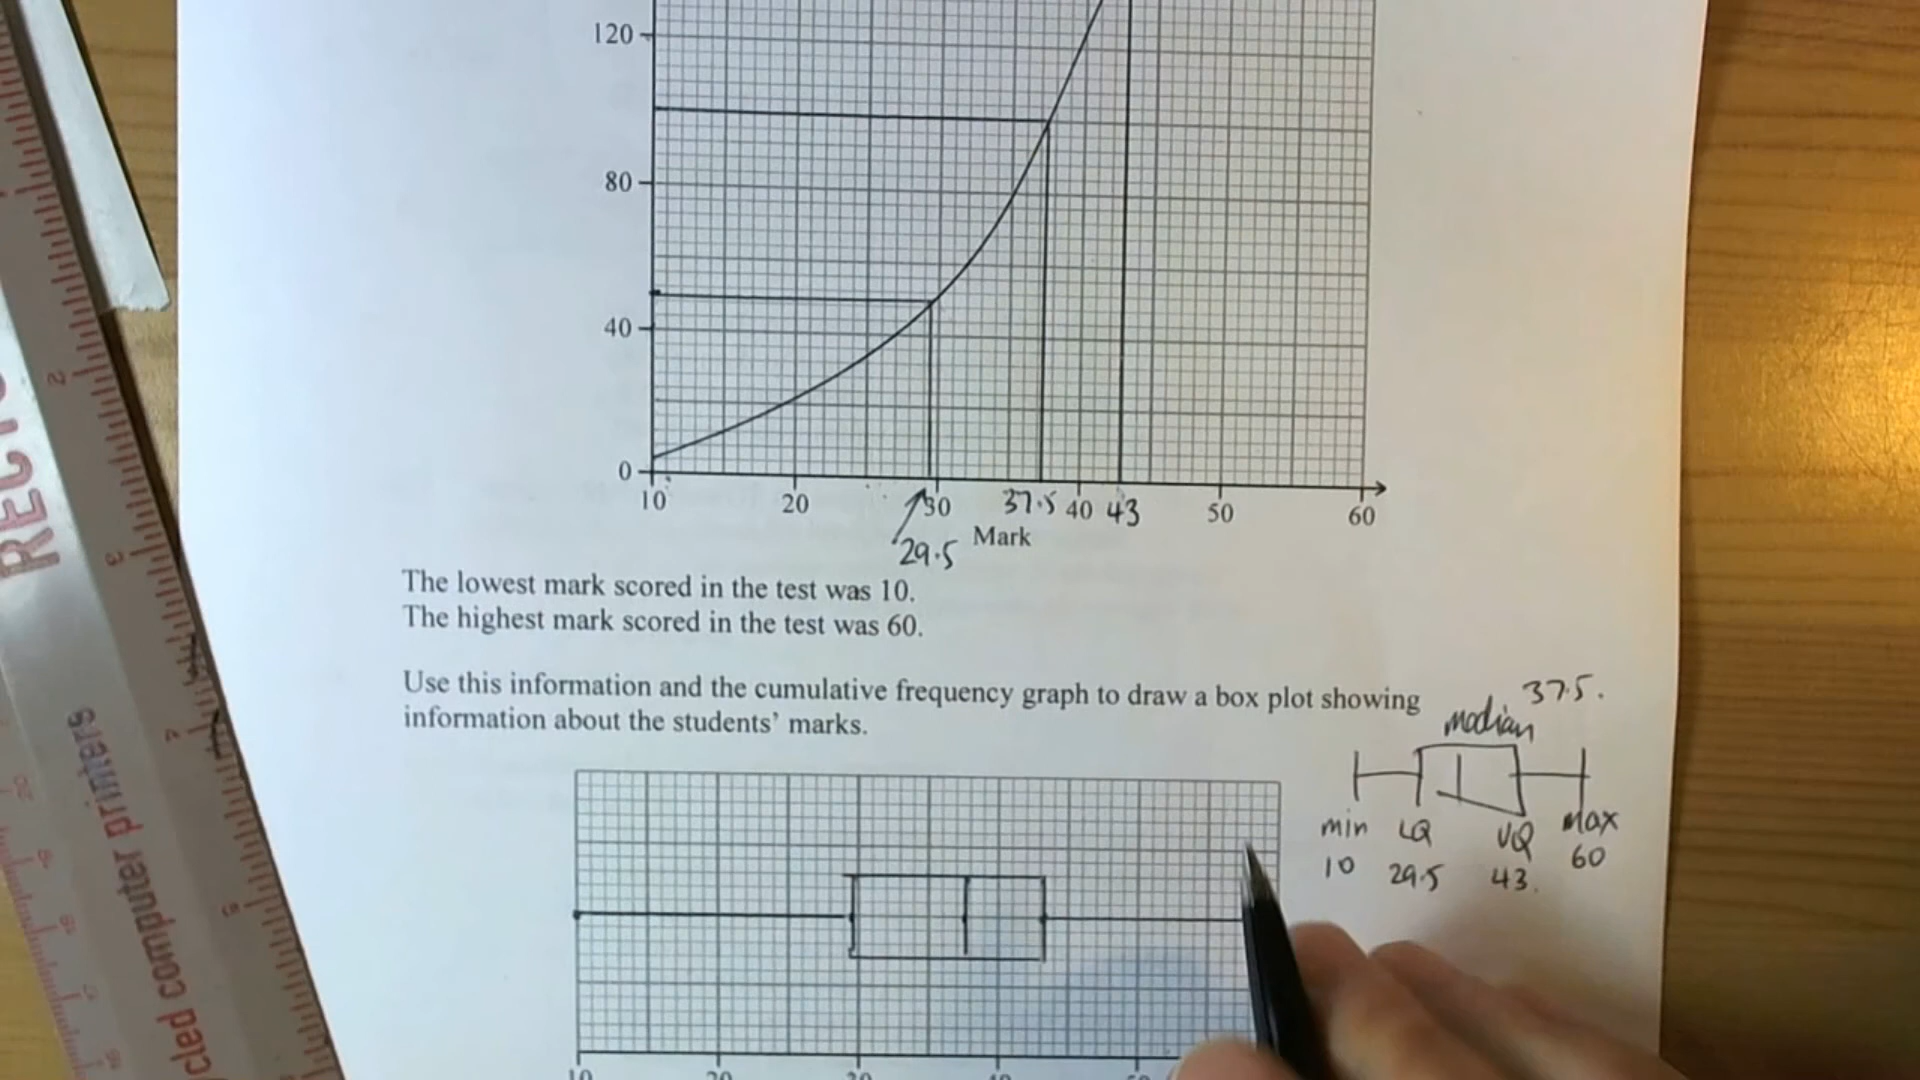 120
80
40
0
10 20 30 37.5 40 43 50 60
29.5 Mark
The lowest mark scored in the test was 10.
The highest mark scored in the test was 60.
Use this information and the cumulative frequency graph to draw a box plot showing
information about the students' marks.
37.5.
median
min LQ UQ Max
10 29.5 43. 60
10 20 30 40 50
cycled computer printers